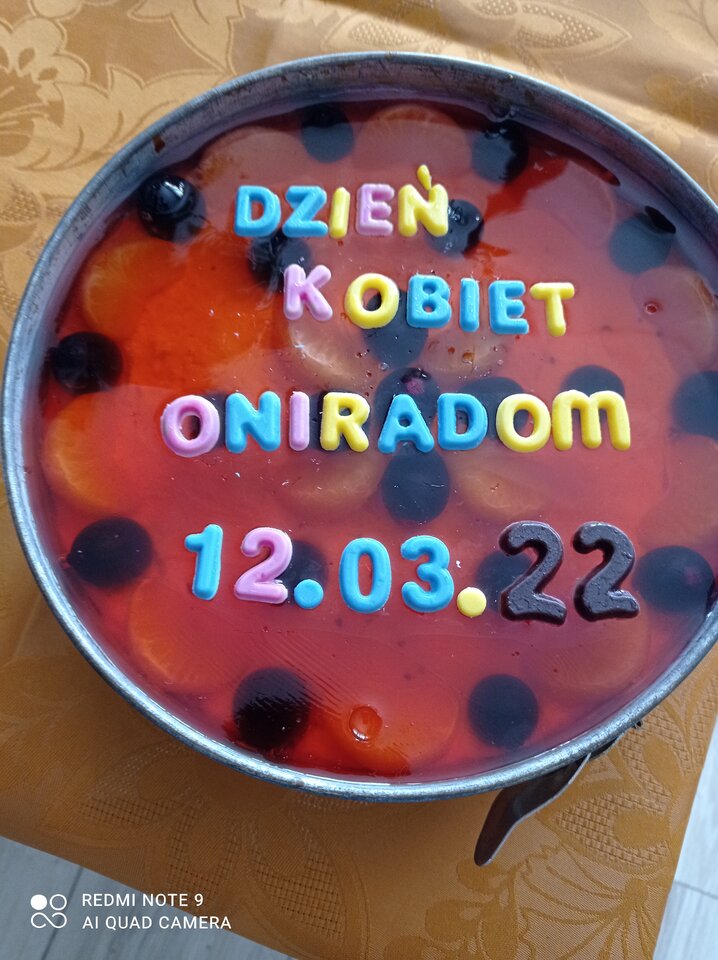 DZIEŃ
KOBIET
ONIRADOM
12.03.22
REDMI NOTE 9
AI QUAD CAMERA